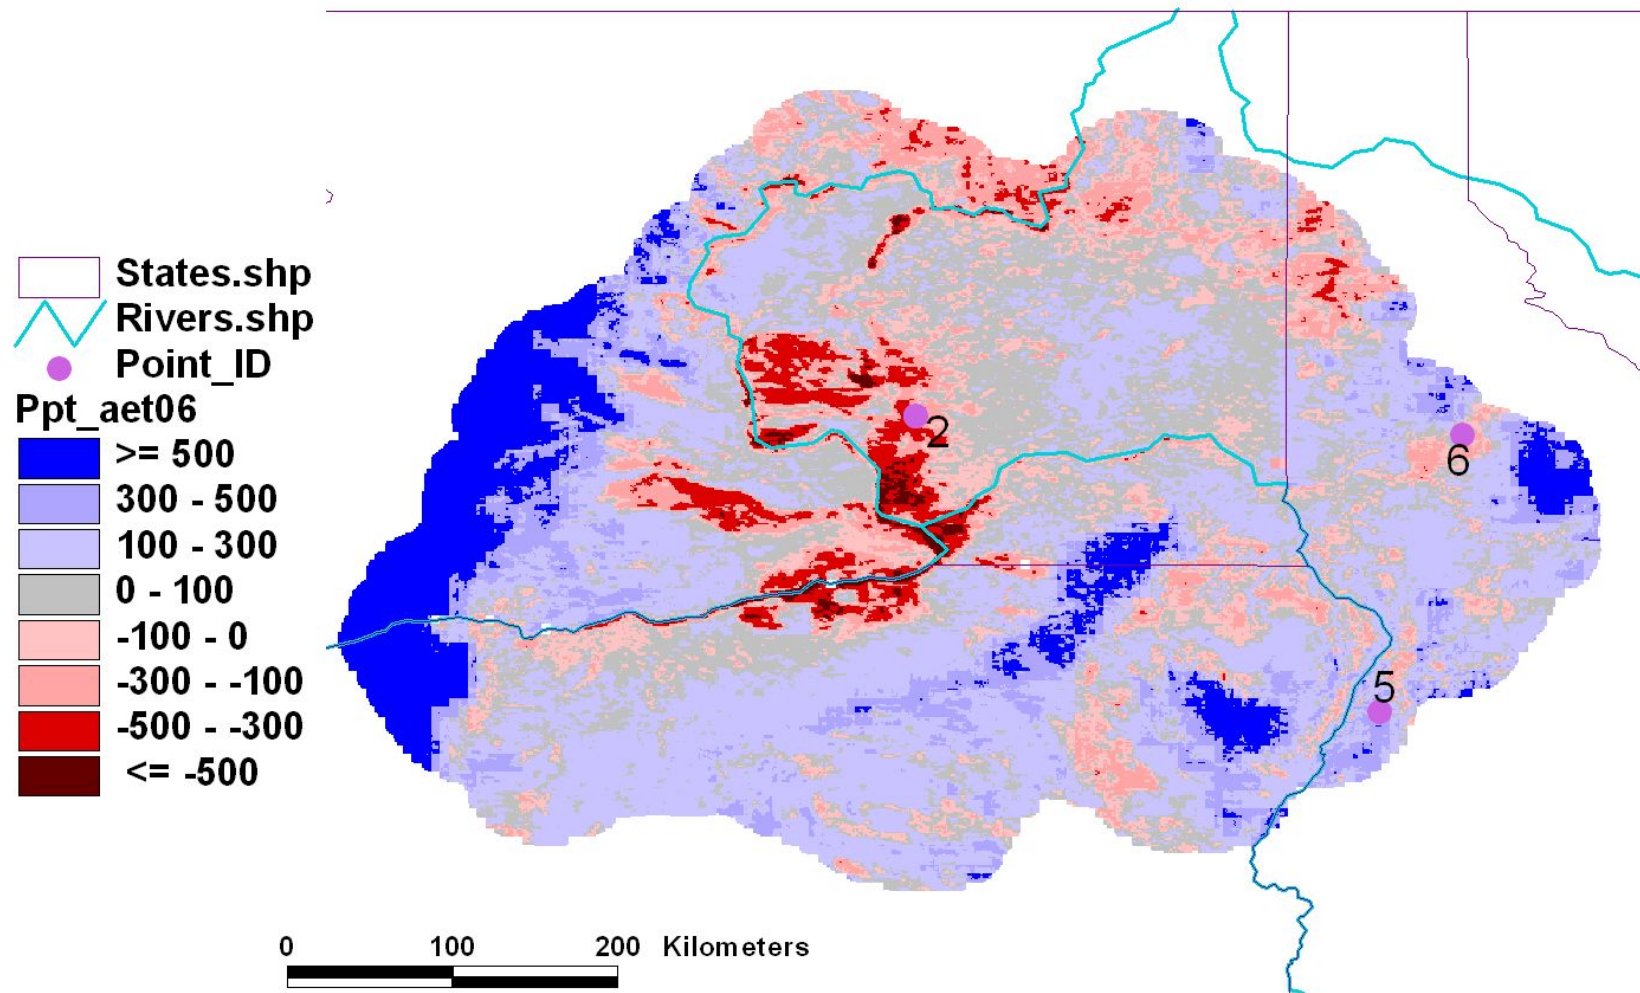 States.shp
Rivers.shp
Point_ID
Ppt_aet06
>= 500
300 - 500
100 - 300
0 - 100
-100 - 0
-300 - -100
-500 - -300
<= -500
2
6
5
0 100 200 Kilometers